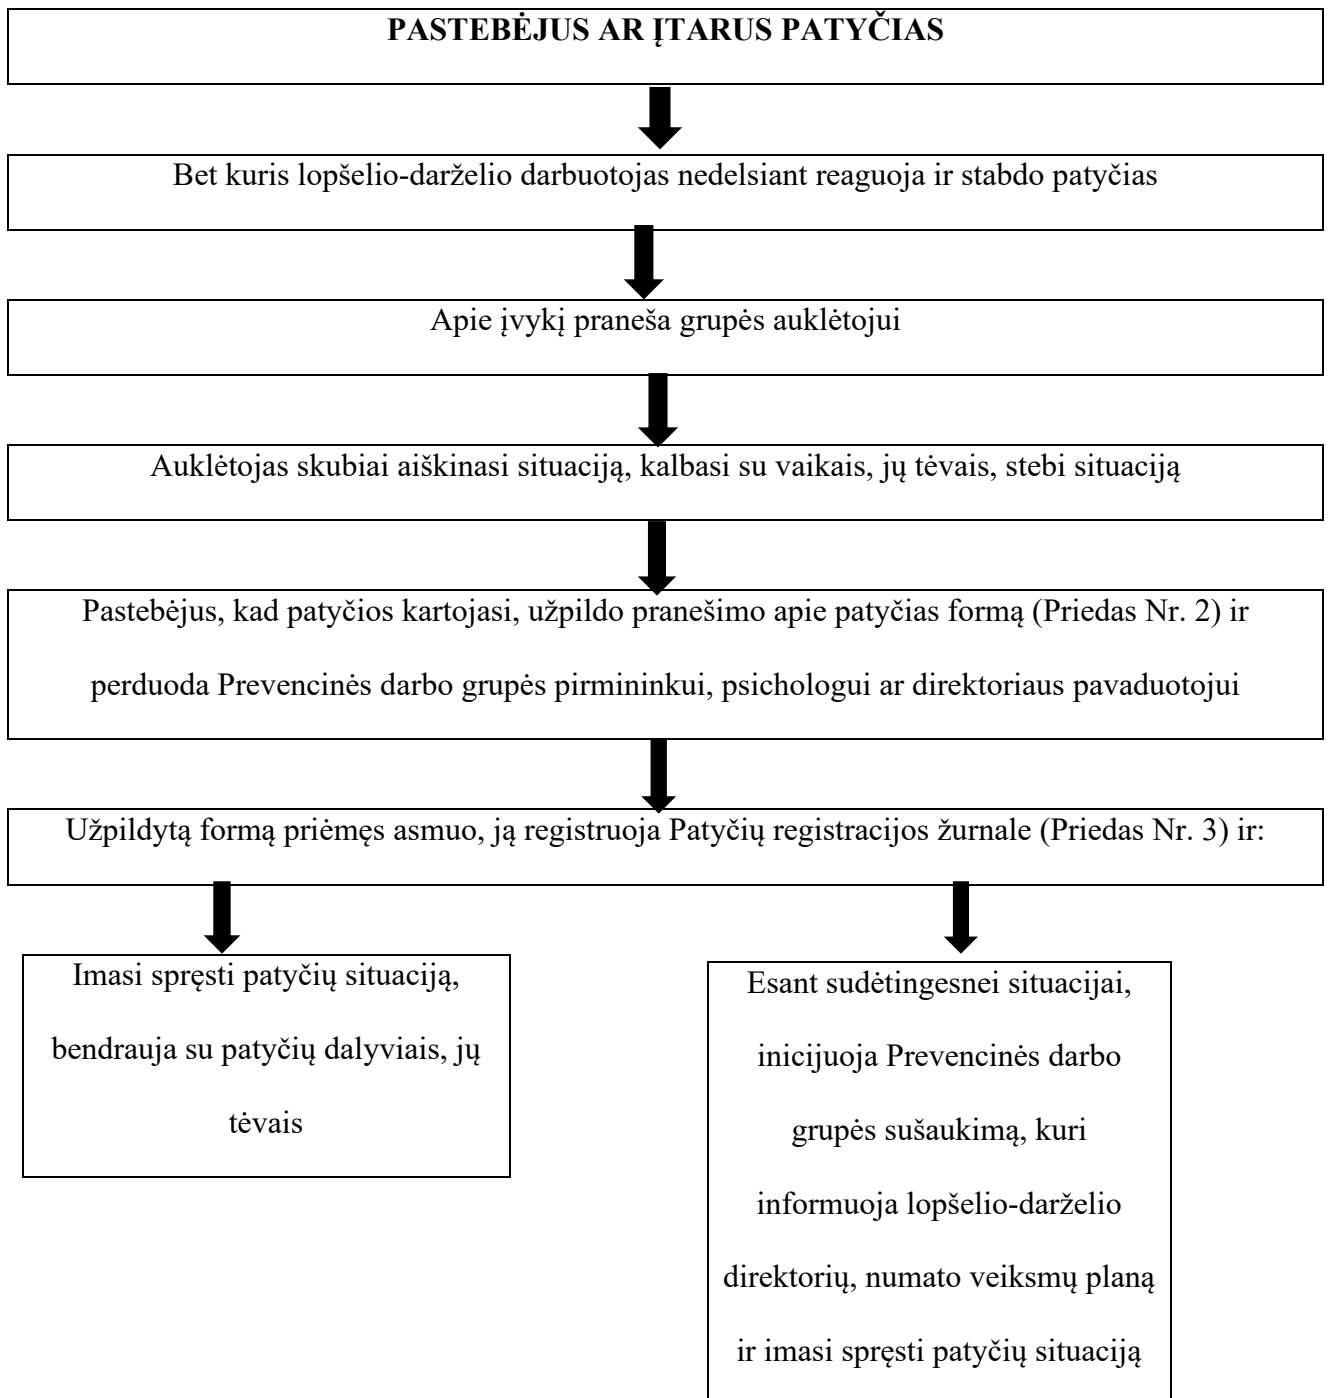 PASTEBĖJUS AR ĮTARUS PATYČIAS
Bet kuris lopšelio-darželio darbuotojas nedelsiant reaguoja ir stabdo patyčias
Apie įvykį praneša grupės auklėtojui
Auklėtojas skubiai aiškinasi situaciją, kalbasi su vaikais, jų tėvais, stebi situaciją
Pastebėjus, kad patyčios kartojasi, užpildo pranešimo apie patyčias formą (Priedas Nr. 2) ir
perduoda Prevencinės darbo grupės pirmininkui, psichologui ar direktoriaus pavaduotojui
Užpildytą formą priėmęs asmuo, ją registruoja Patyčių registracijos žurnale (Priedas Nr. 3) ir:
Imasi spręsti patyčių situaciją,
bendrauja su patyčių dalyviais, jų
tėvais
Esant sudėtingesnei situacijai,
inicijuoja Prevencinės darbo
grupės sušaukimą, kuri
informuoja lopšelio-darželio
direktorių, numato veiksmų planą
ir imasi spręsti patyčių situaciją